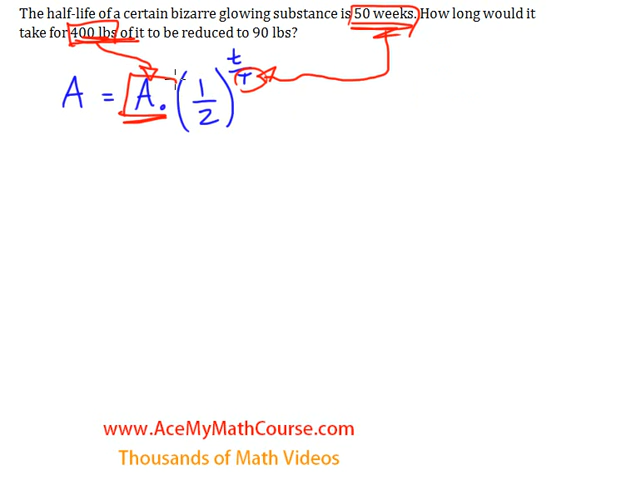 The half-life of a certain bizarre glowing substance is 50 weeks. How long would it
take for 400 lbs of it to be reduced to 90 lbs?
A = A₀ (1/2)^(t/T)
www.AceMyMathCourse.com
Thousands of Math Videos